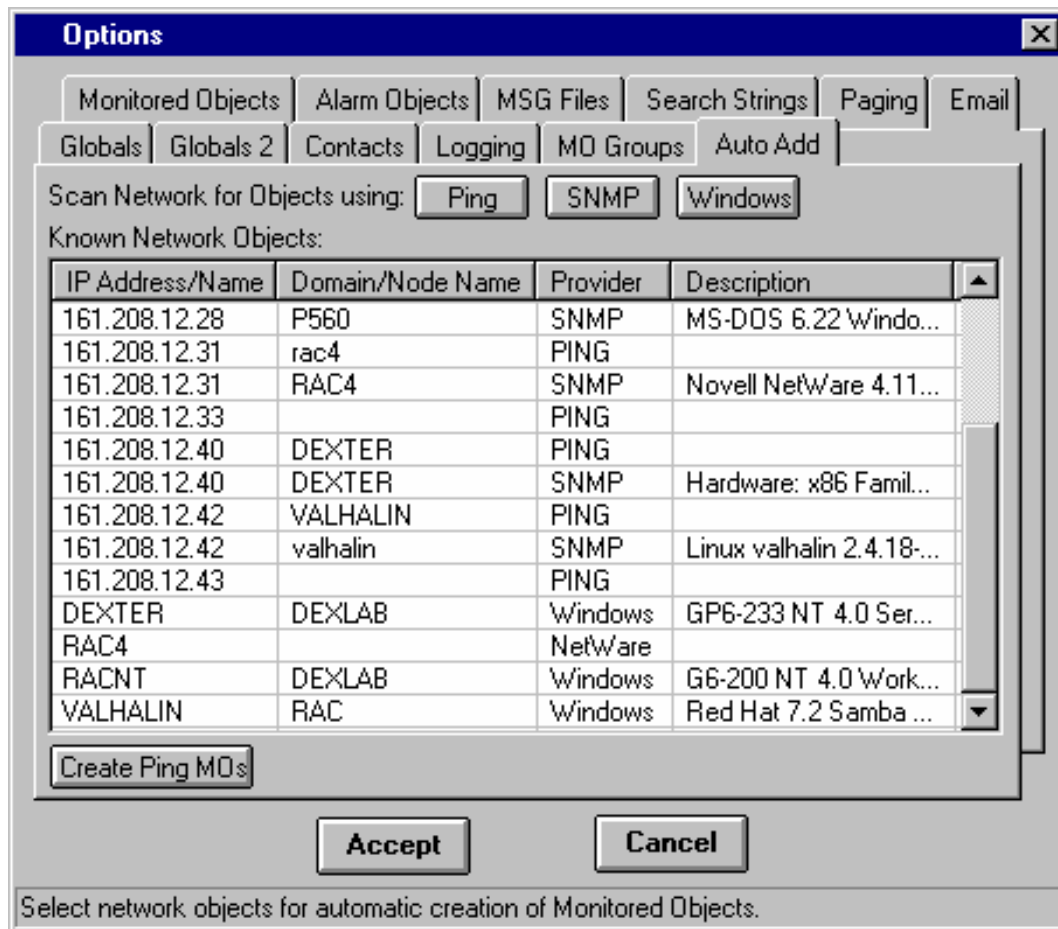 Options
Monitored Objects Alarm Objects MSG Files Search Strings Paging Email
Globals Globals 2 Contacts Logging MO Groups Auto Add
Scan Network for Objects using: Ping SNMP Windows
Known Network Objects:
IP Address/Name Domain/Node Name Provider Description
161.208.12.28 P560 SNMP MS-DOS 6.22 Windo...
161.208.12.31 rac4 PING
161.208.12.31 RAC4 SNMP Novell NetWare 4.11...
161.208.12.33 PING
161.208.12.40 DEXTER PING
161.208.12.40 DEXTER SNMP Hardware: x86 Famil...
161.208.12.42 VALHALIN PING
161.208.12.42 valhalin SNMP Linux valhalin 2.4.18-...
161.208.12.43 PING
DEXTER DEXLAB Windows GP6-233 NT 4.0 Ser...
RAC4 NetWare
RACNT DEXLAB Windows G6-200 NT 4.0 Work...
VALHALIN RAC Windows Red Hat 7.2 Samba ...
Create Ping MOs
Accept Cancel
Select network objects for automatic creation of Monitored Objects.